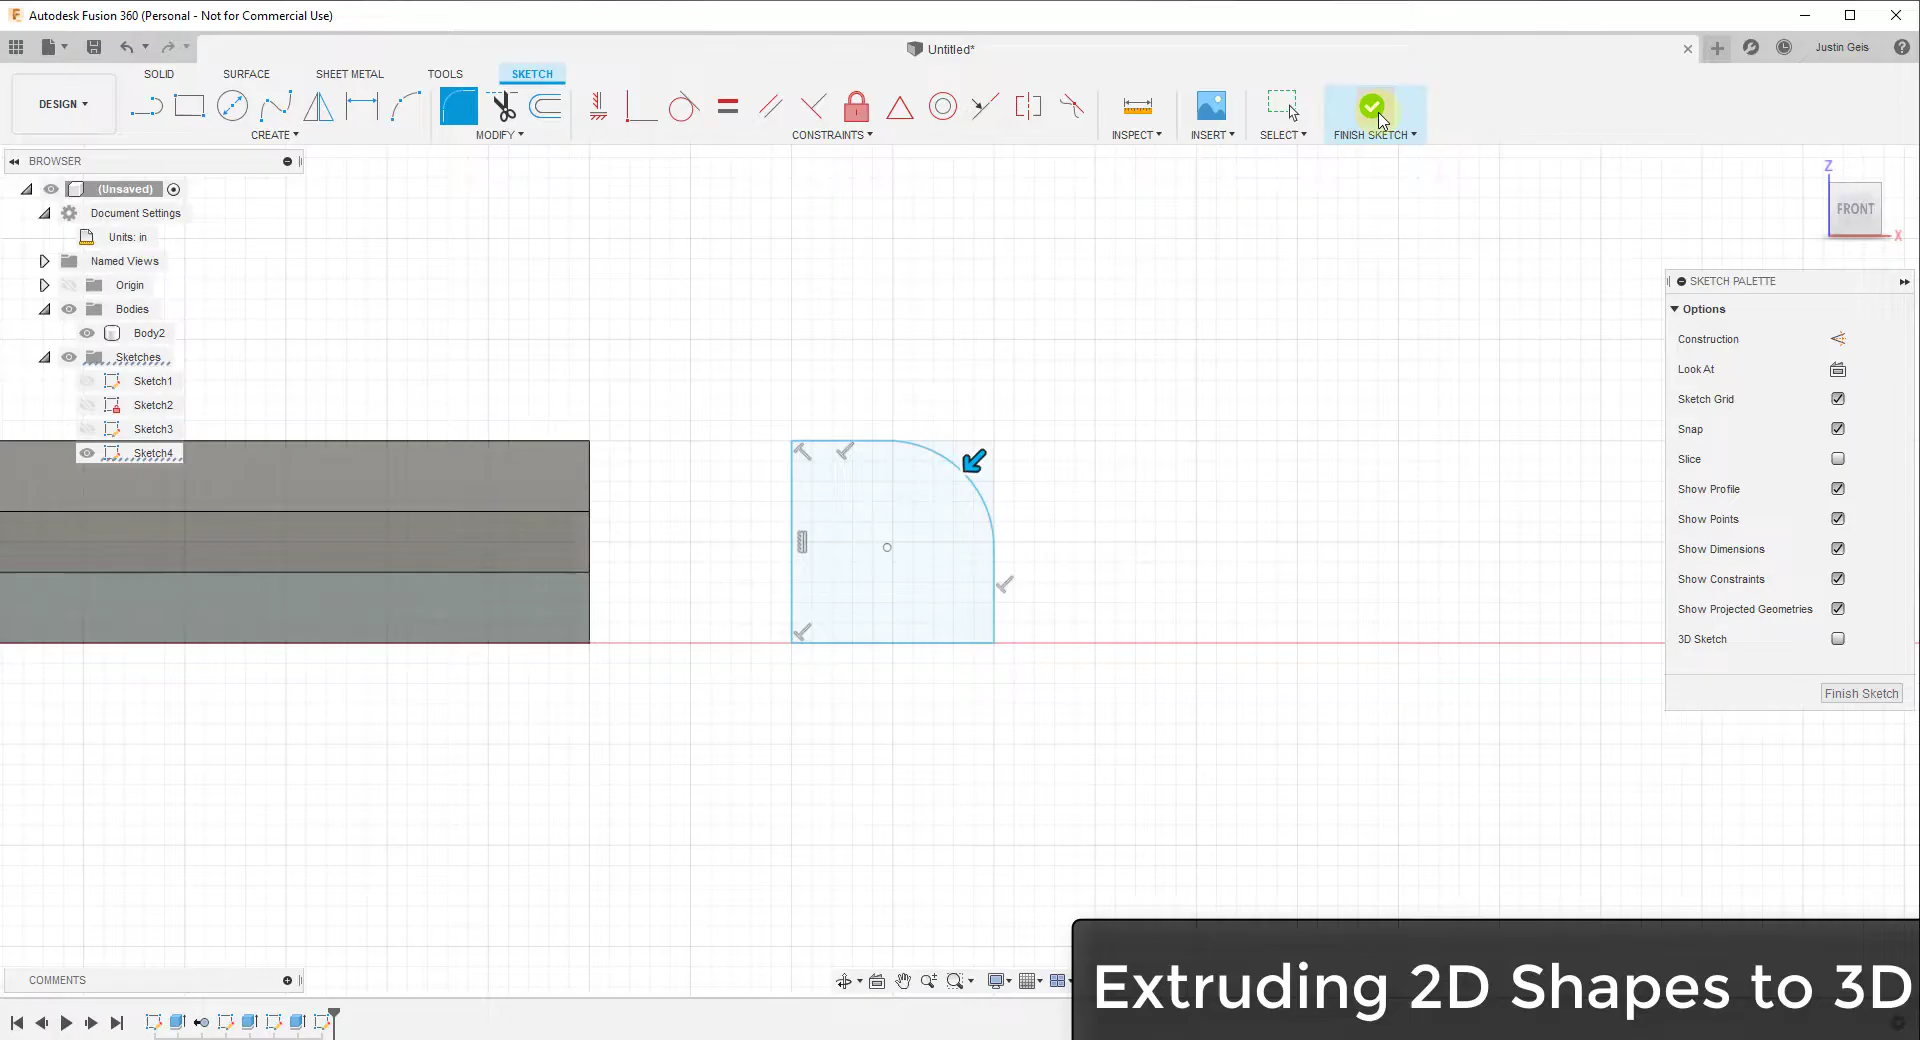 Autodesk Fusion 360 (Personal - Not for Commercial Use)
Untitled*
Justin Geis
DESIGN
SOLID SURFACE SHEET METAL TOOLS SKETCH
CREATE MODIFY CONSTRAINTS INSPECT INSERT SELECT FINISH SKETCH
BROWSER
(Unsaved)
Document Settings
Units: in
Named Views
Origin
Bodies
Body2
Sketches
Sketch1
Sketch2
Sketch3
Sketch4
Z
FRONT
X
SKETCH PALETTE
Options
Construction
Look At
Sketch Grid
Snap
Slice
Show Profile
Show Points
Show Dimensions
Show Constraints
Show Projected Geometries
3D Sketch
Finish Sketch
COMMENTS
Extruding 2D Shapes to 3D